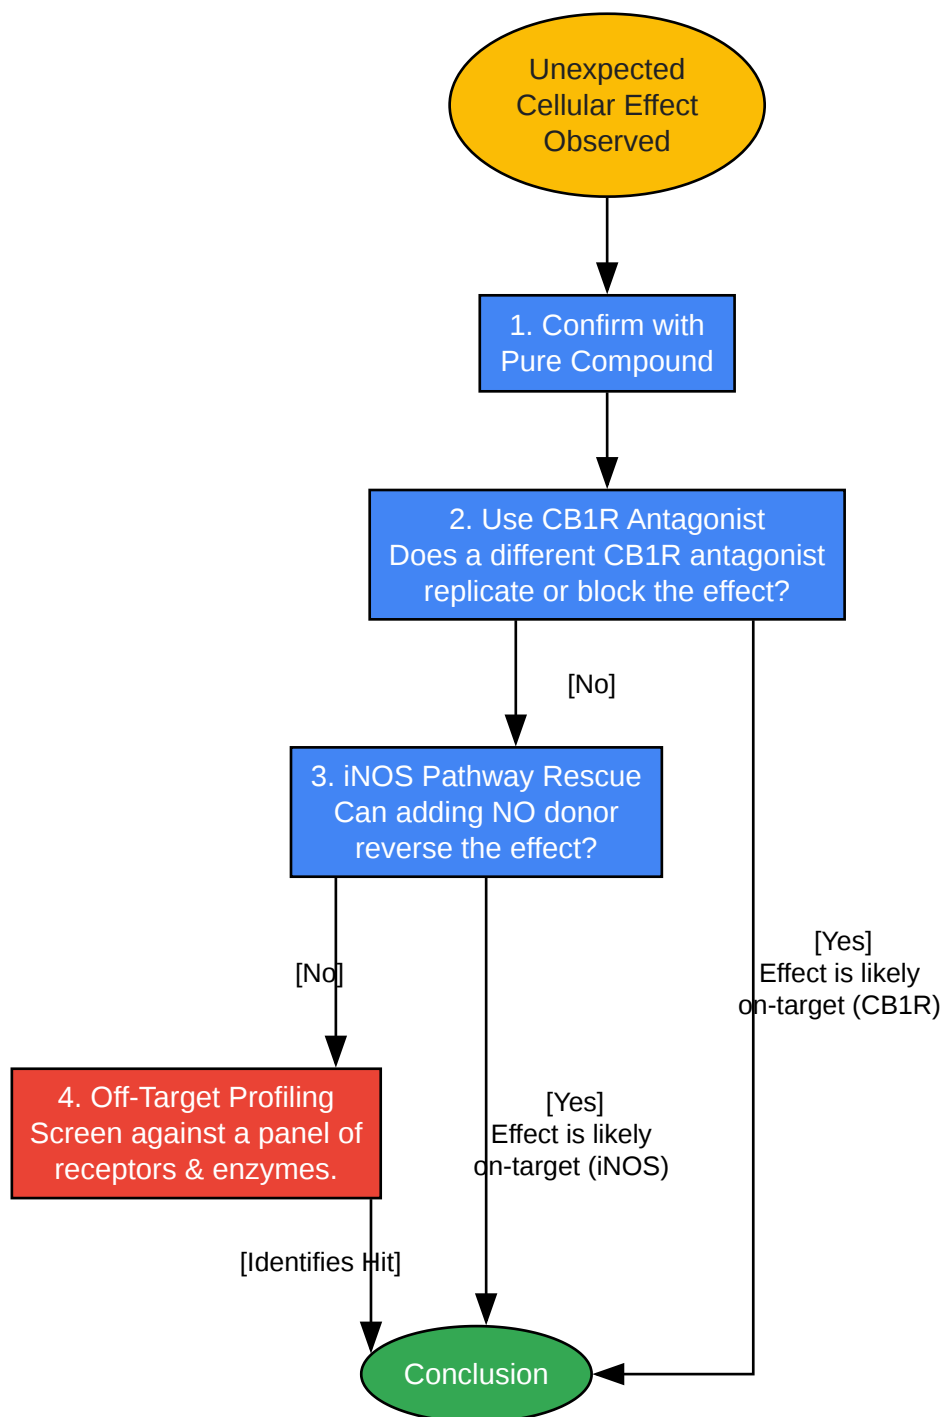 Unexpected
Cellular Effect
Observed
1. Confirm with
Pure Compound
2. Use CB1R Antagonist
Does a different CB1R antagonist
replicate or block the effect?
[No]
3. iNOS Pathway Rescue
Can adding NO donor
reverse the effect?
[Yes]
Effect is likely
on-target (CB1R)
[No]
4. Off-Target Profiling
Screen against a panel of
receptors & enzymes.
[Yes]
Effect is likely
on-target (iNOS)
[Identifies Hit]
Conclusion